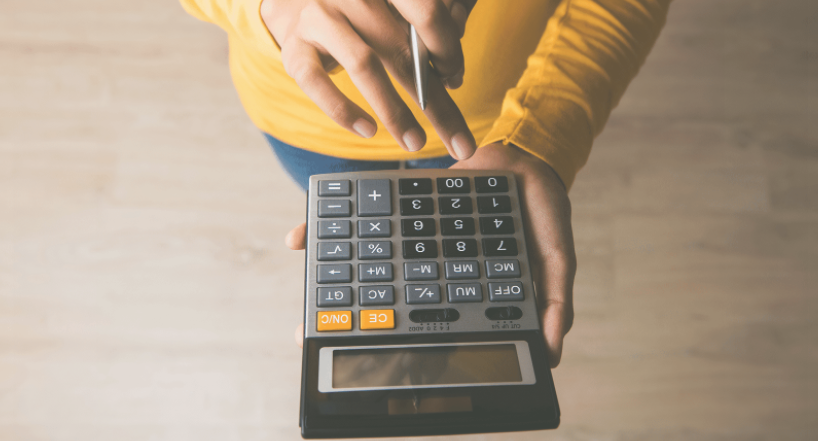 CE ON/C
OFF MU +/− AC GT
MC MR M− M+ →
7 8 9 % √
4 5 6 × ÷
1 2 3 + −
0 00 • =